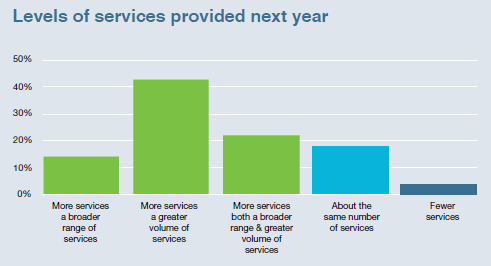 Levels of services provided next year
50%
40%
30%
20%
10%
0%
More services
a broader
range of
services
More services
a greater
volume of
services
More services
both a broader
range & greater
volume of
services
About the
same number
of services
Fewer
services